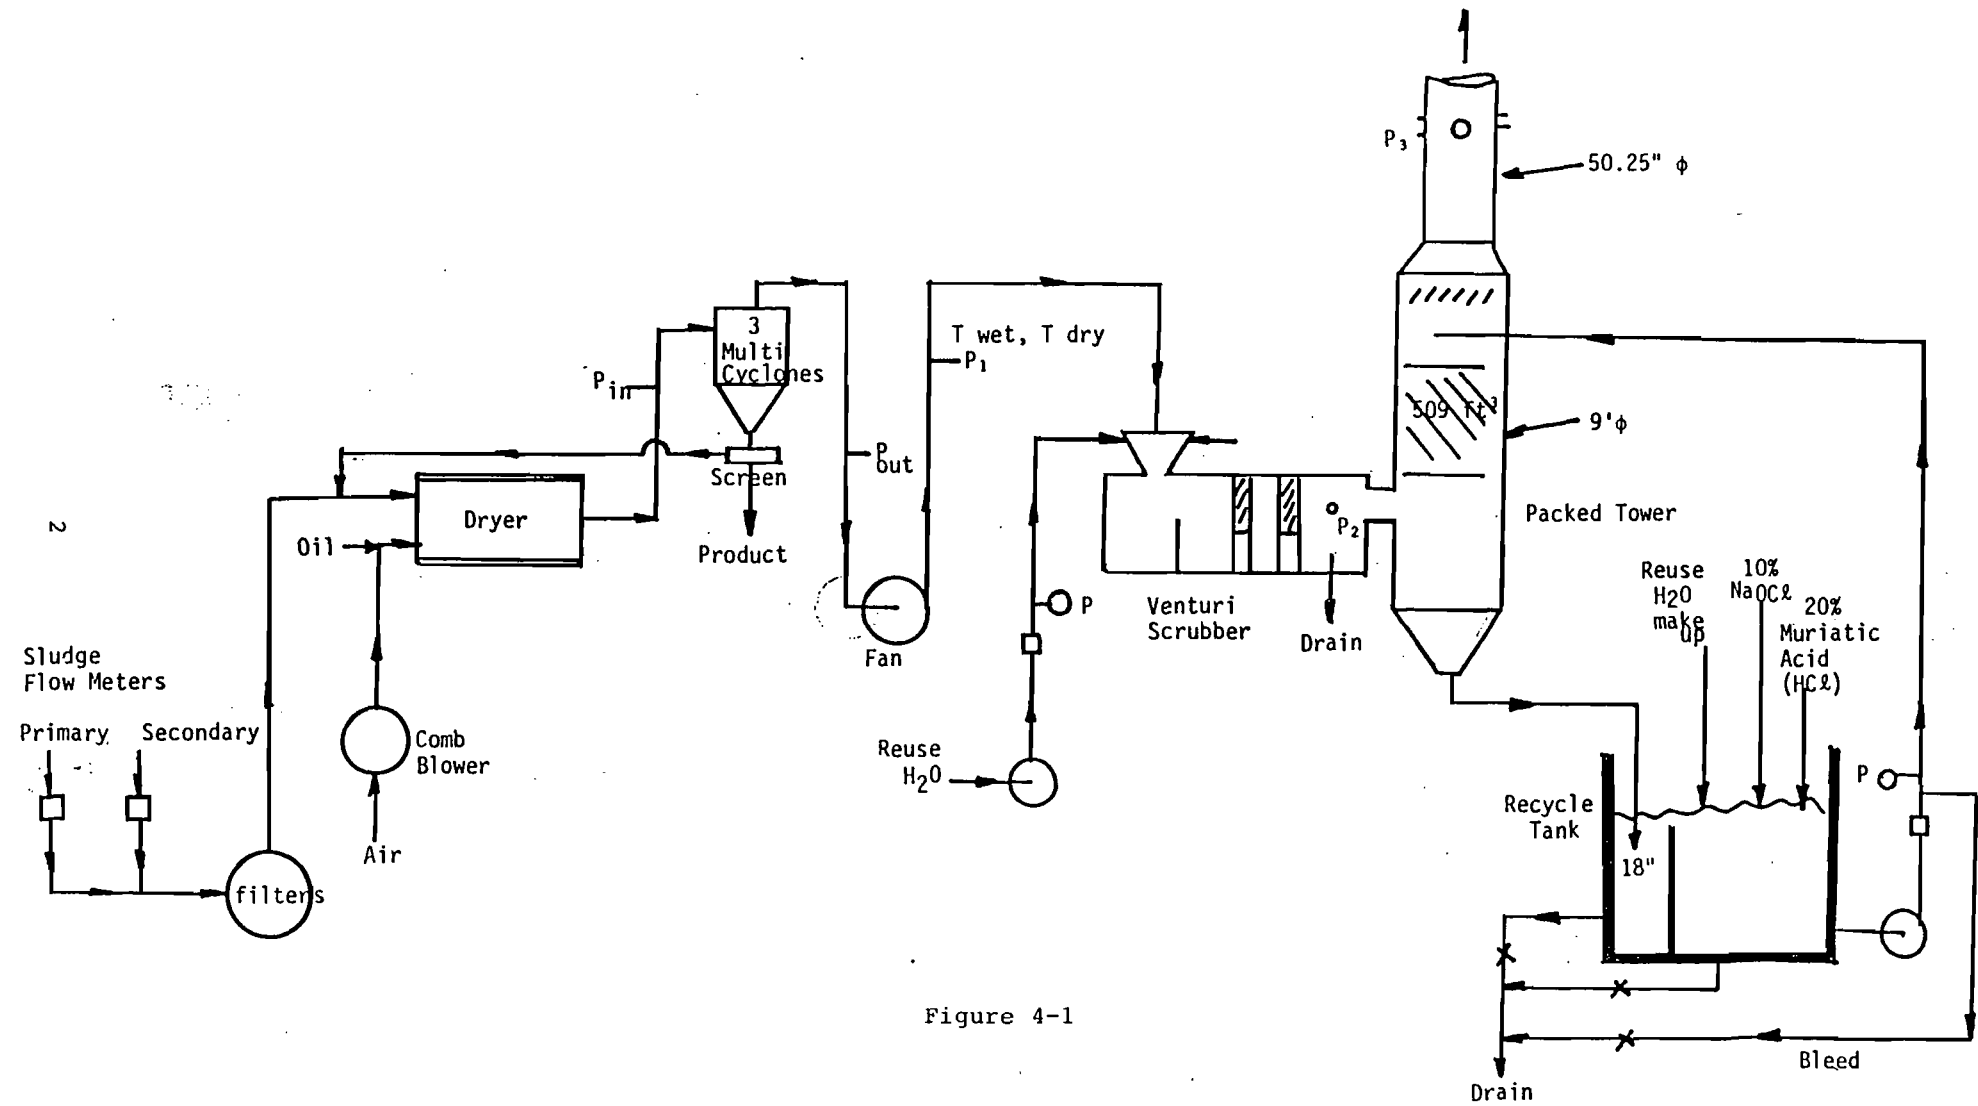 P₃
50.25" ϕ
3
Multi
Cyclones
T wet, T dry
P₁
P in
509 ft³
9'ϕ
P out
Screen
Dryer
P₂
Packed Tower
2
Oil
Product
Reuse
H2O
make
up
10%
NaOCℓ
20%
Muriatic
Acid
(HCℓ)
P
Venturi
Scrubber
Drain
Fan
Sludge
Flow Meters
Primary
Secondary
Comb
Blower
Reuse
H2O
P
Recycle
Tank
Air
18"
filters
Figure 4-1
Bleed
Drain